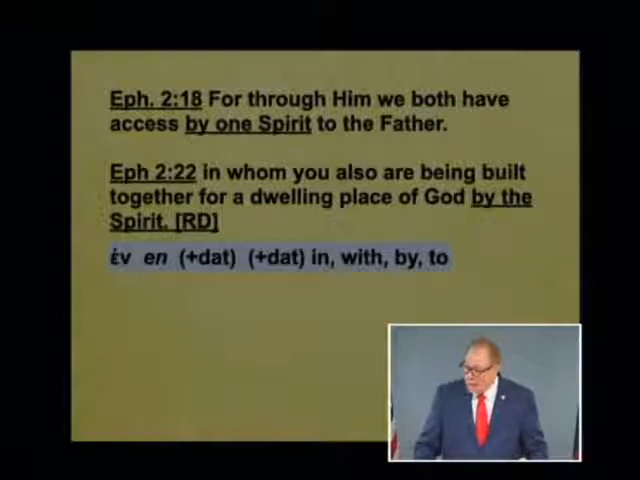 Eph. 2:18 For through Him we both have
access by one Spirit to the Father.
Eph 2:22 in whom you also are being built
together for a dwelling place of God by the
Spirit. [RD]
ἐν en (+dat) (+dat) in, with, by, to